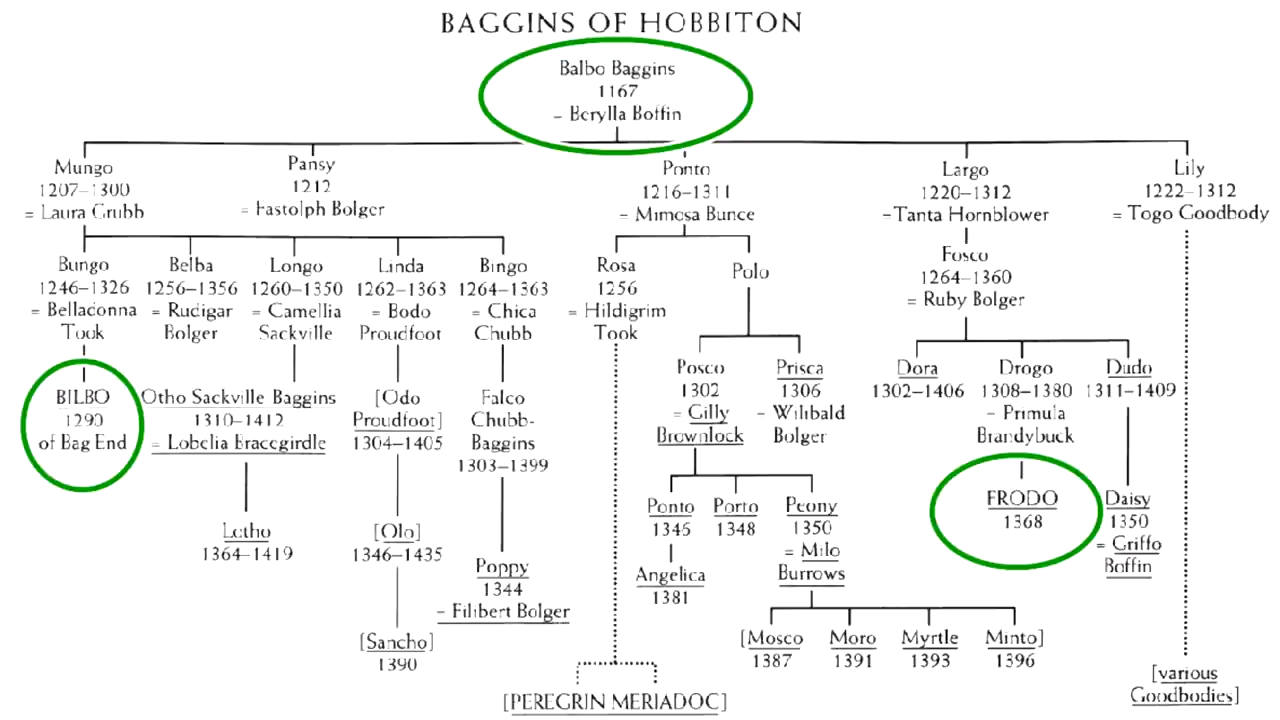 BAGGINS OF HOBBITON
Balbo Baggins
1167
= Berylla Boffin
Mungo
1207–1300
= Laura Grubb
Pansy
1212
= Fastolph Bolger
Ponto
1216–1311
= Mimosa Bunce
Largo
1220–1312
=Tanta Hornblower
Lily
1222–1312
= Togo Goodbody
Bungo
1246–1326
= Belladonna
Took
Belba
1256–1356
= Rudigar
Bolger
Longo
1260–1350
= Camellia
Sackville
Linda
1262–1363
= Bodo
Proudfoot
Bingo
1264–1363
= Chica
Chubb
Rosa
1256
= Hildigrim
Took
Polo
Fosco
1264–1360
= Ruby Bolger
BILBO
1290
of Bag End
Otho Sackville Baggins
1310–1412
= Lobelia Bracegirdle
[Odo
Proudfoot]
1304–1405
Falco
Chubb-
Baggins
1303–1399
Posco
1302
= Gilly
Brownlock
Prisca
1306
= Wilibald
Bolger
Dora
1302–1406
Drogo
1308–1380
= Primula
Brandybuck
Dudo
1311–1409
Lotho
1364–1419
[Olo]
1346–1435
Poppy
1344
= Filibert Bolger
Ponto
1346
Porto
1348
Peony
1350
= Milo
Burrows
FRODO
1368
Daisy
1350
= Griffo
Boffin
Angelica
1381
[Sancho]
1390
[Mosco
1387
Moro
1391
Myrtle
1393
Minto]
1396
[PEREGRIN MERIADOC]
[various
Goodbodies]